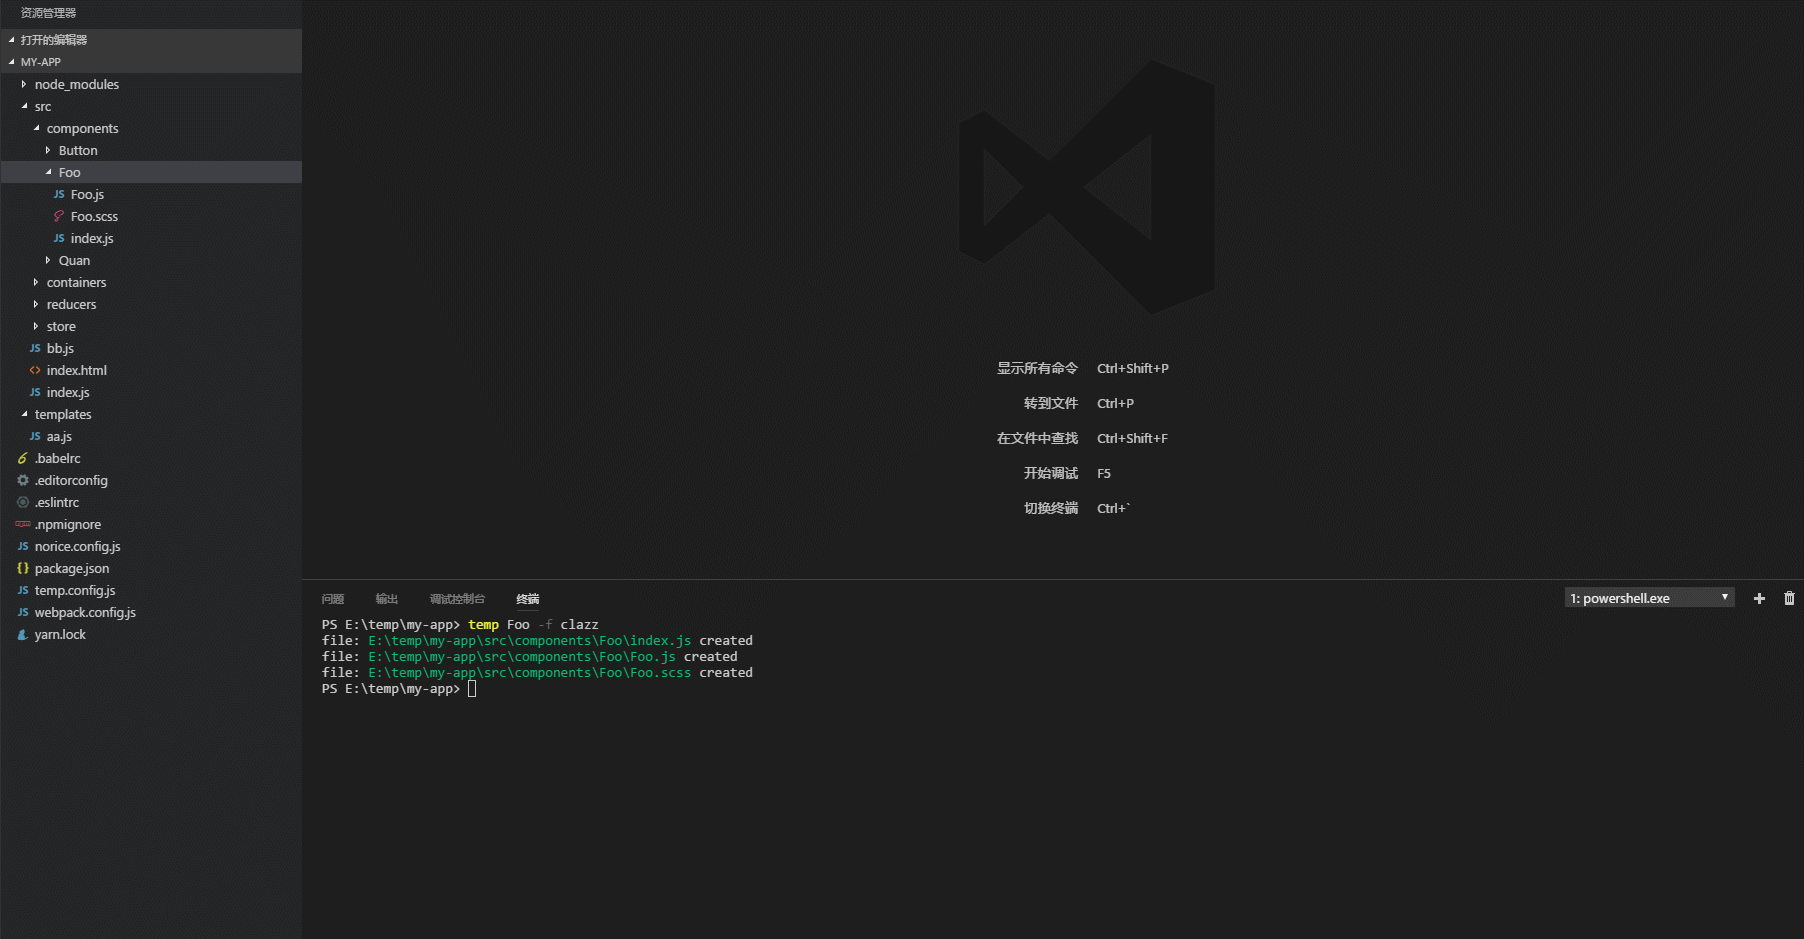 资源管理器
打开的编辑器
MY-APP
node_modules
src
components
Button
Foo
JS Foo.js
Foo.scss
JS index.js
Quan
containers
reducers
store
JS bb.js
<> index.html
JS index.js
templates
JS aa.js
.babelrc
.editorconfig
.eslintrc
.npmignore
JS norice.config.js
{} package.json
JS temp.config.js
JS webpack.config.js
yarn.lock
显示所有命令 Ctrl+Shift+P
转到文件 Ctrl+P
在文件中查找 Ctrl+Shift+F
开始调试 F5
切换终端 Ctrl+`
问题 输出 调试控制台 终端 1: powershell.exe
PS E:\temp\my-app> temp Foo -f clazz
file: E:\temp\my-app\src\components\Foo\index.js created
file: E:\temp\my-app\src\components\Foo\Foo.js created
file: E:\temp\my-app\src\components\Foo\Foo.scss created
PS E:\temp\my-app>